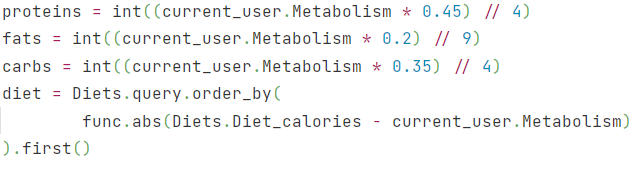 proteins = int((current_user.Metabolism * 0.45) // 4)
fats = int((current_user.Metabolism * 0.2) // 9)
carbs = int((current_user.Metabolism * 0.35) // 4)
diet = Diets.query.order_by(
        func.abs(Diets.Diet_calories - current_user.Metabolism)
).first()